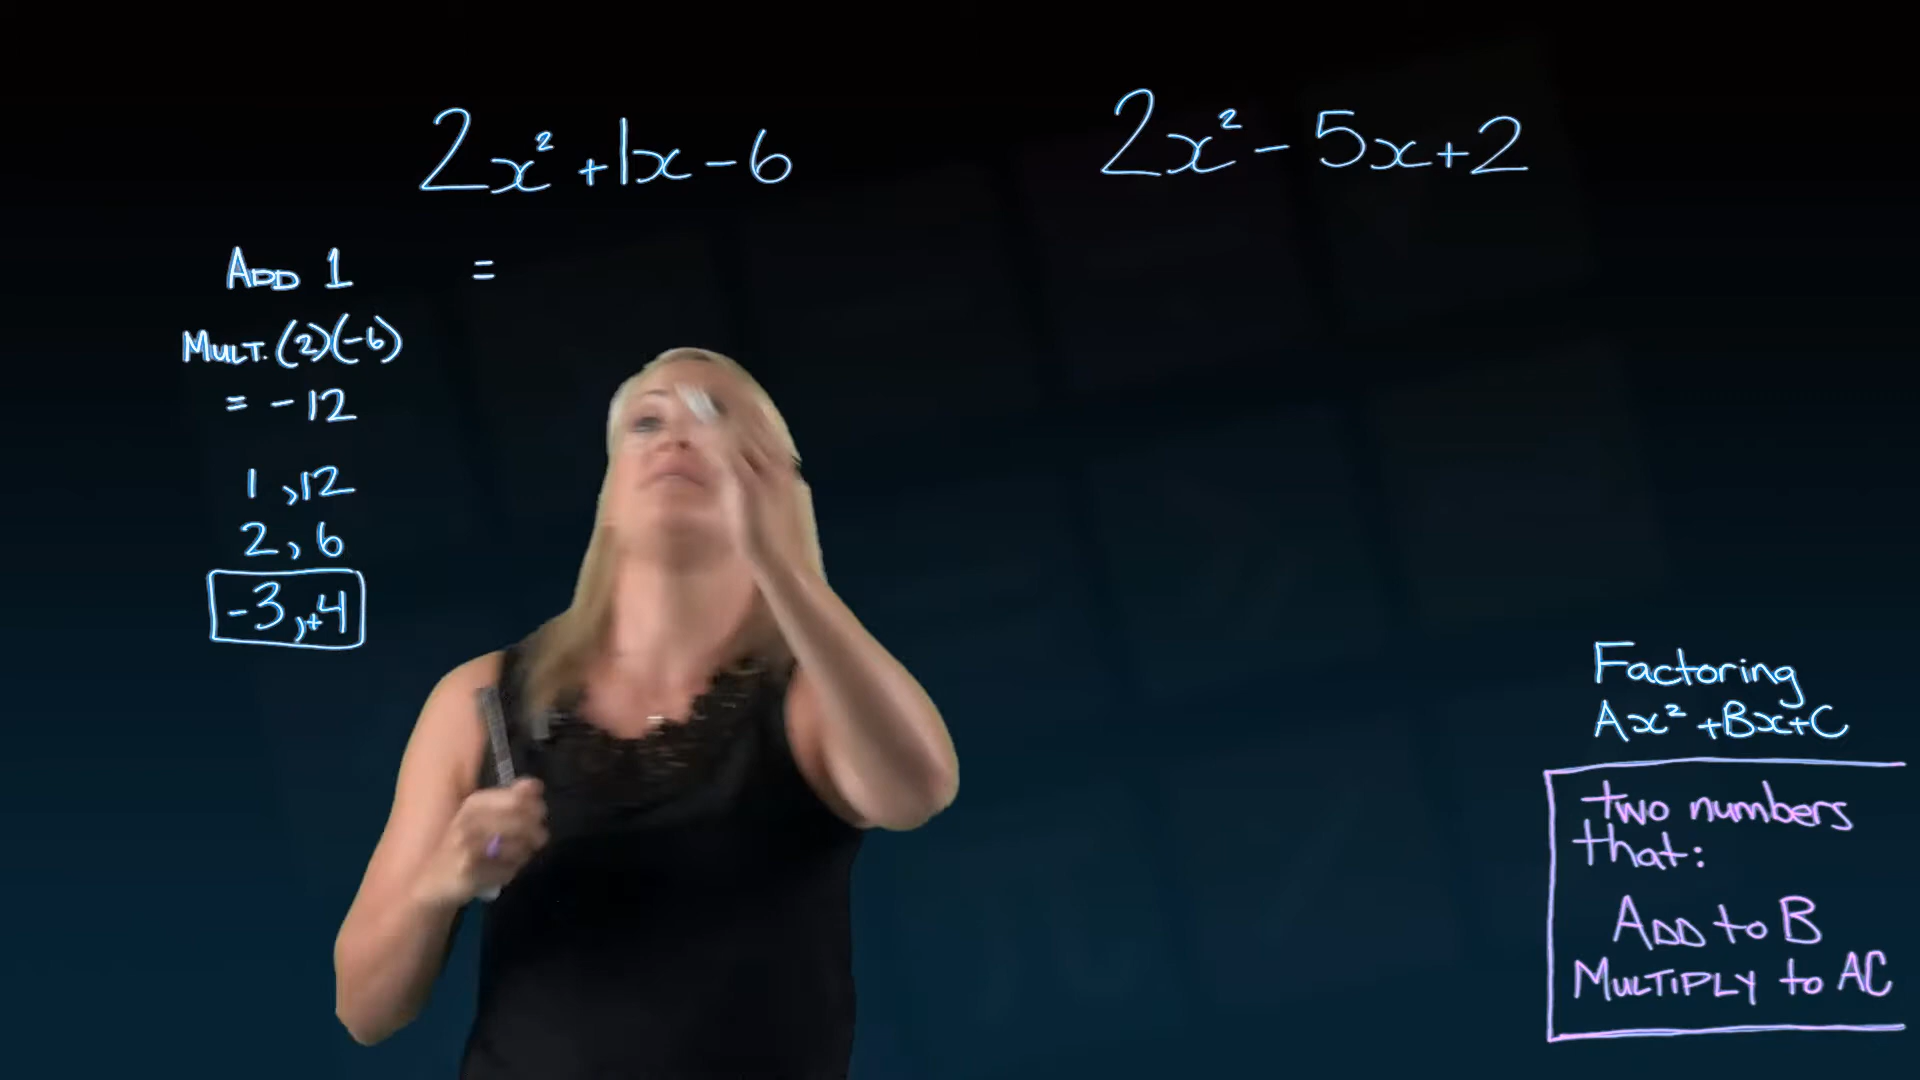 2x² + 1x - 6
2x² - 5x + 2
ADD 1
=
MULT. (2)(-6)
= -12
1, 12
2, 6
-3, +4
Factoring
Ax² + Bx + C
two numbers
that:
ADD to B
MULTIPLY to AC